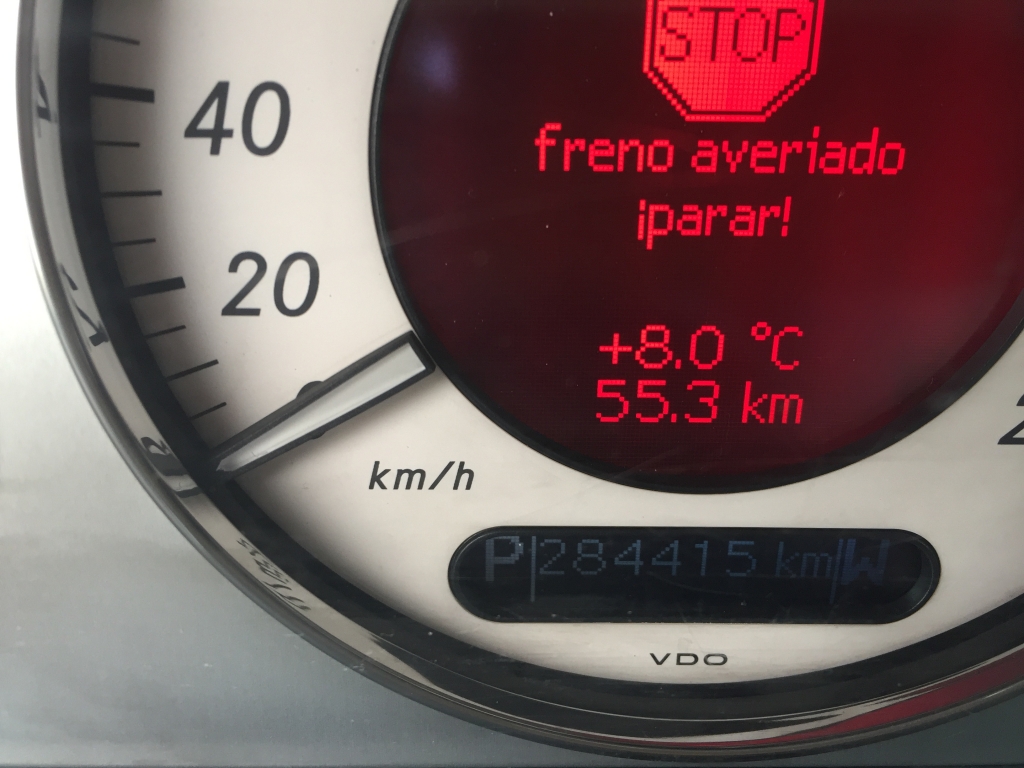 STOP
freno averiado
¡parar!
40
20
+8.0 °C
55.3 km
km/h
P 284415 km W
VDO